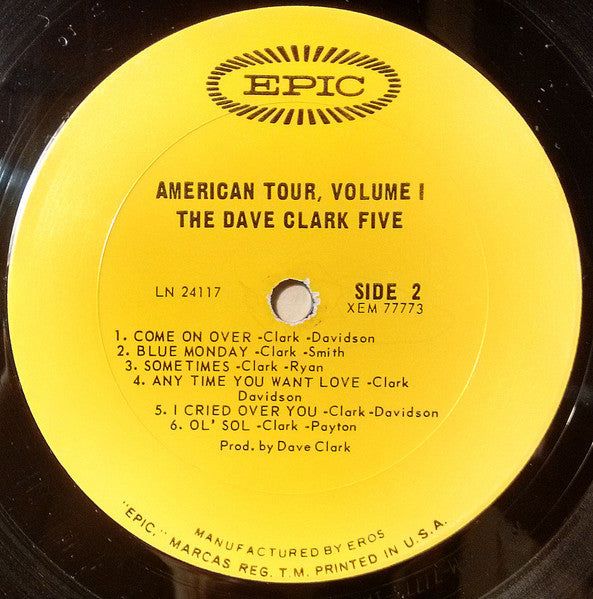 EPIC
AMERICAN TOUR, VOLUME I
THE DAVE CLARK FIVE
LN 24117
SIDE 2
XEM 77773
1. COME ON OVER -Clark -Davidson
2. BLUE MONDAY -Clark -Smith
3. SOMETIMES -Clark -Ryan
4. ANY TIME YOU WANT LOVE -Clark
Davidson
5. I CRIED OVER YOU -Clark -Davidson
6. OL' SOL -Clark -Payton
Prod. by Dave Clark
MANUFACTURED BY EROS
"EPIC," MARCAS REG. T.M. PRINTED IN U.S.A.